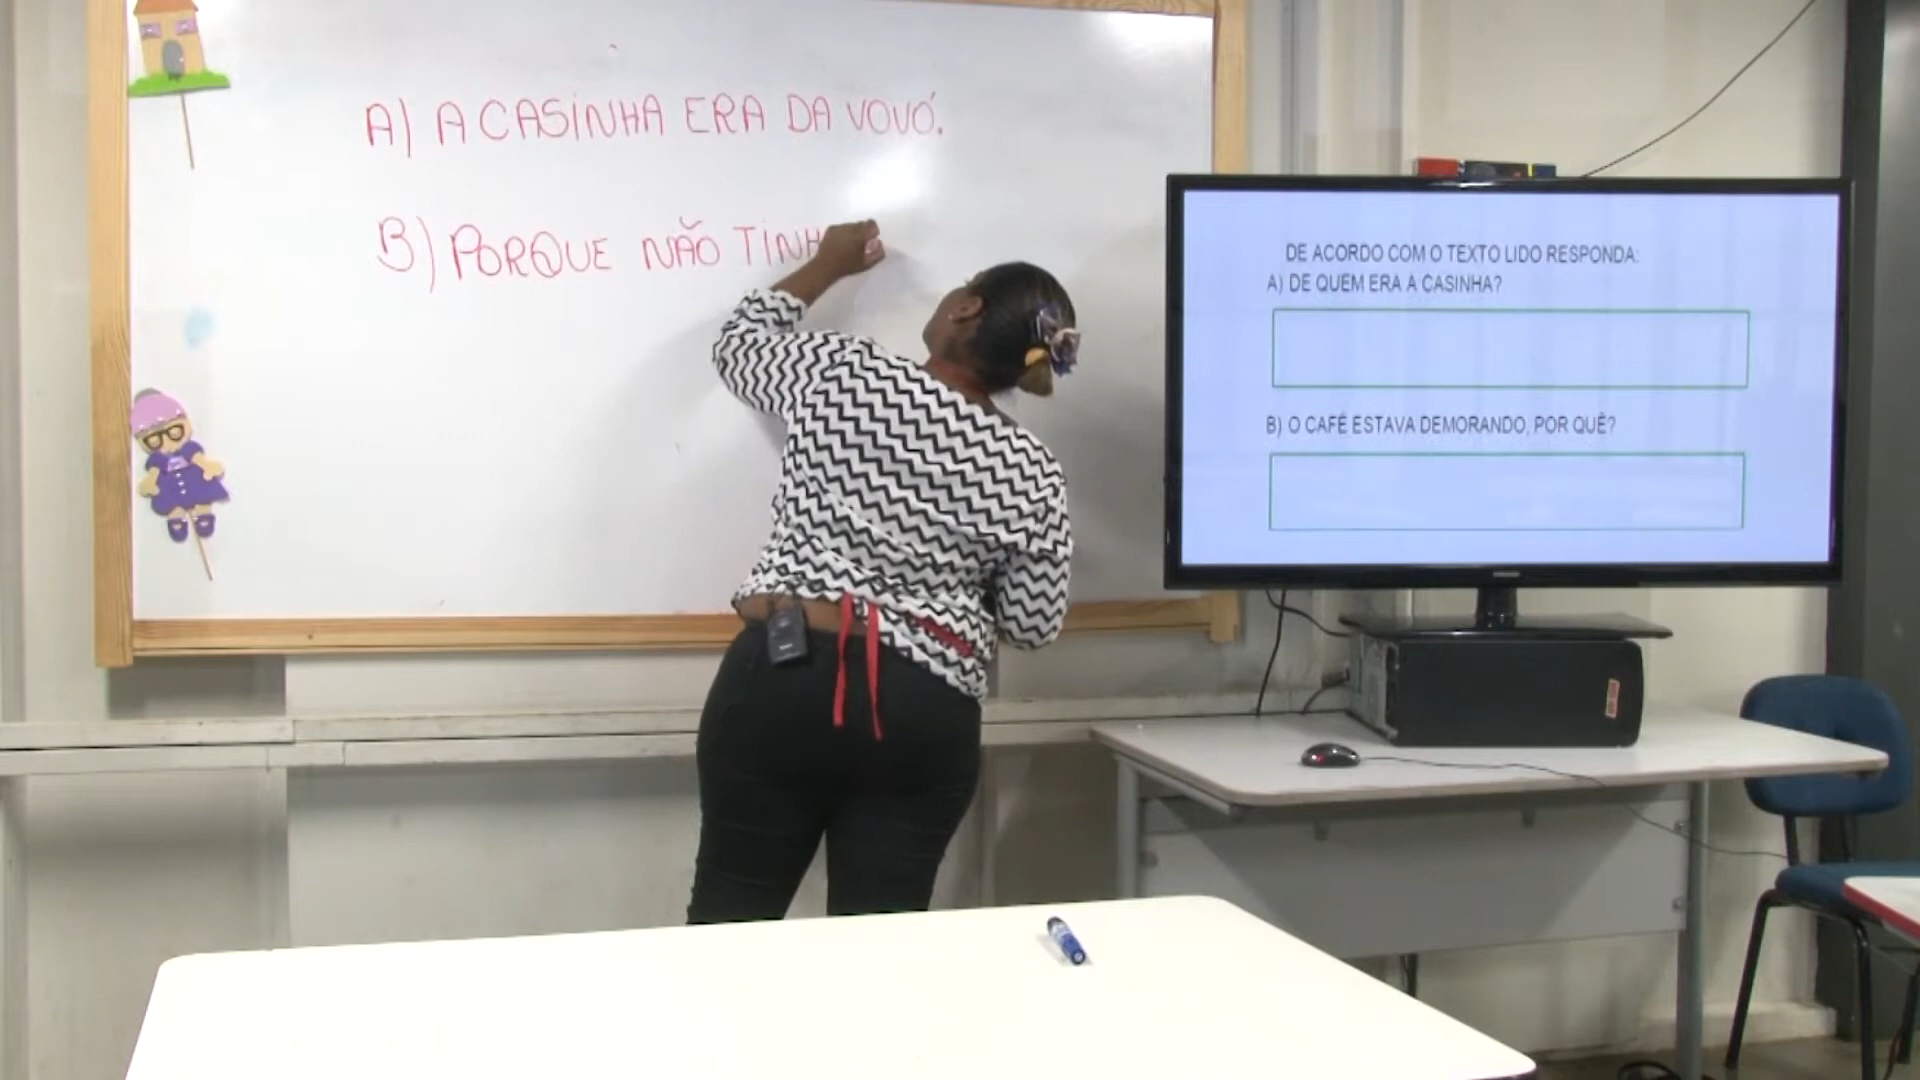 A) A CASINHA ERA DA VOVÓ.
B) PORQUE NÃO TINH
DE ACORDO COM O TEXTO LIDO RESPONDA:
A) DE QUEM ERA A CASINHA?
B) O CAFÉ ESTAVA DEMORANDO, POR QUÊ?